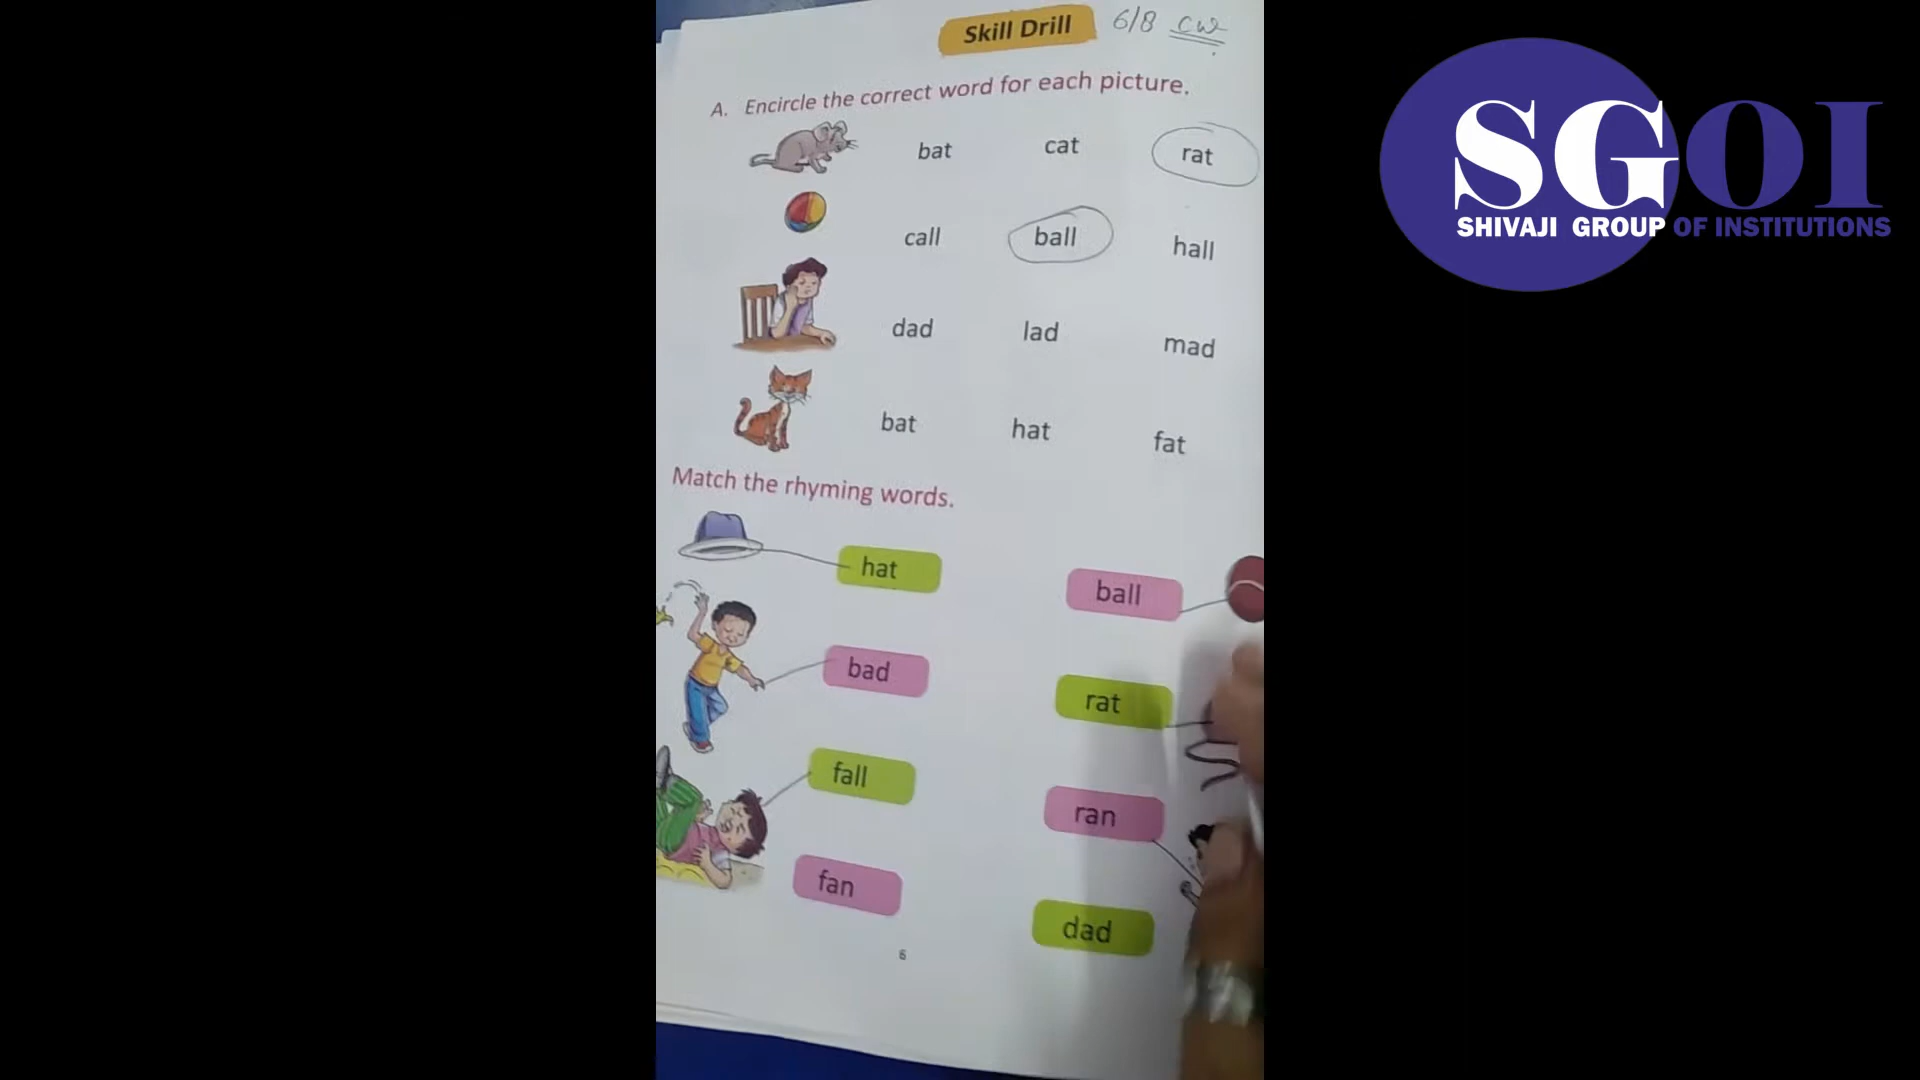 Skill Drill 6/8 cw
A. Encircle the correct word for each picture.
bat cat rat
call ball hall
dad lad mad
bat hat fat
Match the rhyming words.
hat ball
bad rat
fall ran
fan dad
6
SGOI
SHIVAJI GROUP OF INSTITUTIONS